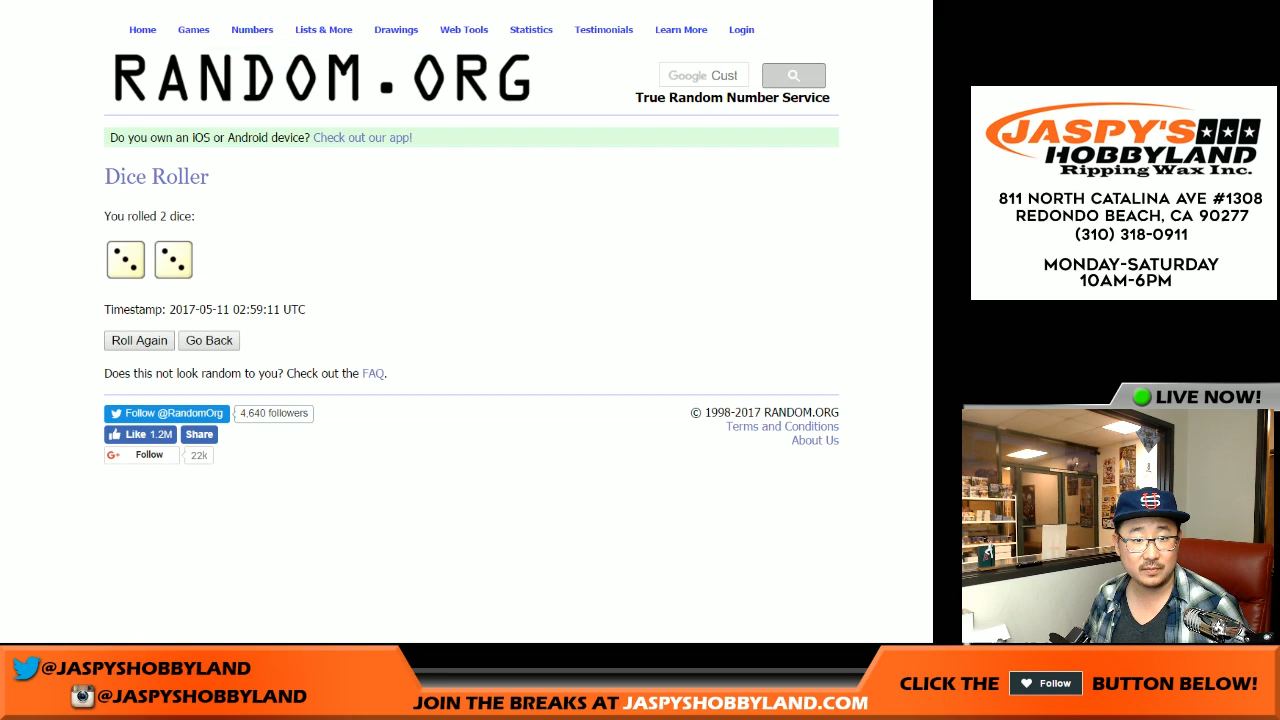 Home Games Numbers Lists & More Drawings Web Tools Statistics Testimonials Learn More Login
RANDOM.ORG
Google Cust
True Random Number Service
Do you own an iOS or Android device? Check out our app!
Dice Roller
You rolled 2 dice:
Timestamp: 2017-05-11 02:59:11 UTC
Roll Again Go Back
Does this not look random to you? Check out the FAQ.
Follow @RandomOrg 4,640 followers
Like 1.2M Share
G+ Follow 22k
© 1998-2017 RANDOM.ORG
Terms and Conditions
About Us
JASPY'S
HOBBYLAND
Ripping Wax Inc.
811 NORTH CATALINA AVE #1308
REDONDO BEACH, CA 90277
(310) 318-0911
MONDAY-SATURDAY
10AM-6PM
LIVE NOW!
@JASPYSHOBBYLAND
@JASPYSHOBBYLAND
JOIN THE BREAKS AT JASPYSHOBBYLAND.COM
CLICK THE Follow BUTTON BELOW!